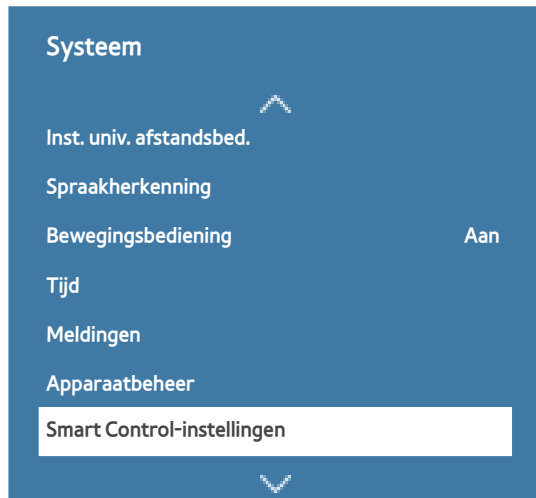 Systeem
Inst. univ. afstandsbed.
Spraakherkenning
Bewegingsbediening Aan
Tijd
Meldingen
Apparaatbeheer
Smart Control-instellingen